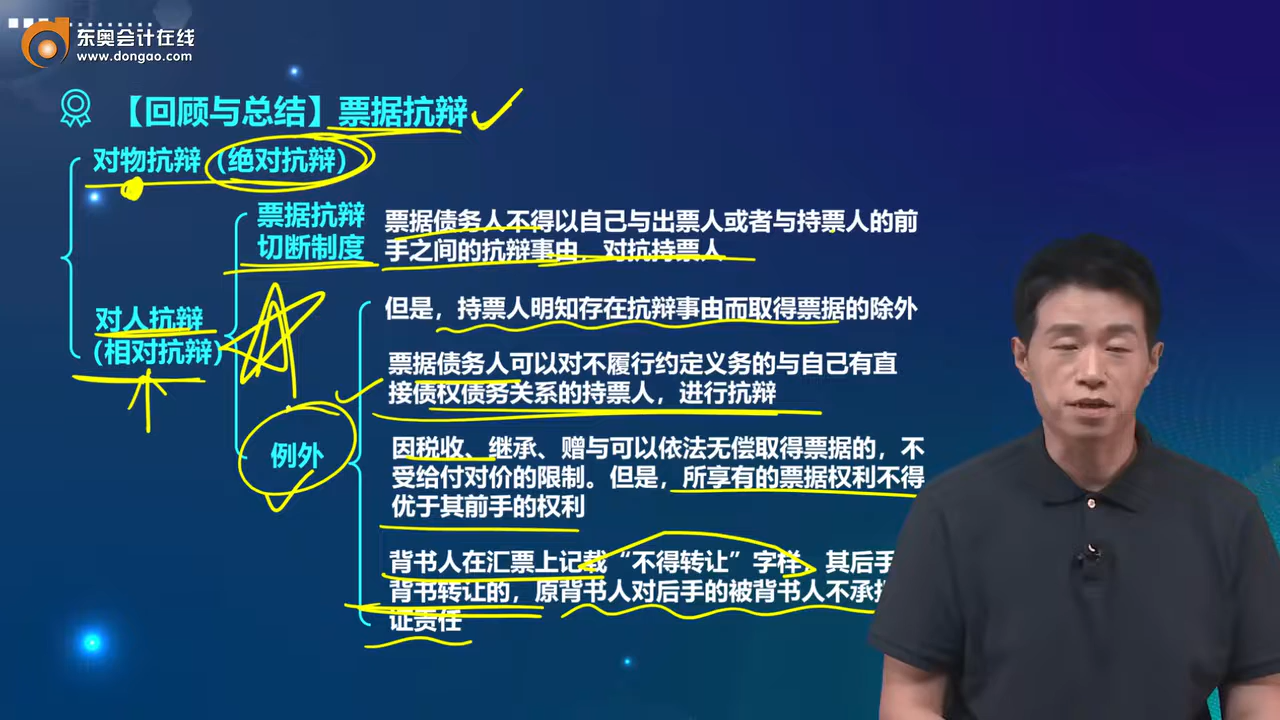 东奥会计在线
www.dongao.com
【回顾与总结】票据抗辩
对物抗辩（绝对抗辩）
票据抗辩
切断制度
票据债务人不得以自己与出票人或者与持票人的前
手之间的抗辩事由，对抗持票人
对人抗辩
(相对抗辩)
但是，持票人明知存在抗辩事由而取得票据的除外
票据债务人可以对不履行约定义务的与自己有直
接债权债务关系的持票人，进行抗辩
例外
因税收、继承、赠与可以依法无偿取得票据的，不
受给付对价的限制。但是，所享有的票据权利不得
优于其前手的权利
背书人在汇票上记载“不得转让”字样，其后手
背书转让的，原背书人对后手的被背书人不承
证责任